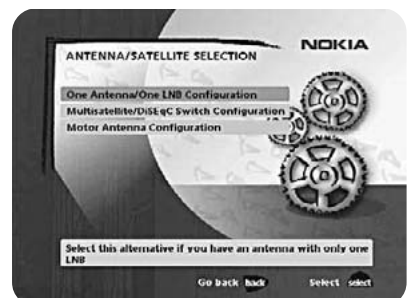 NOKIA
ANTENNA/SATELLITE SELECTION
One Antenna/One LNB Configuration
Multisatellite/DiSEqC Switch Configuration
Motor Antenna Configuration
Select this alternative if you have an antenna with only one
LNB
Go back back Select select